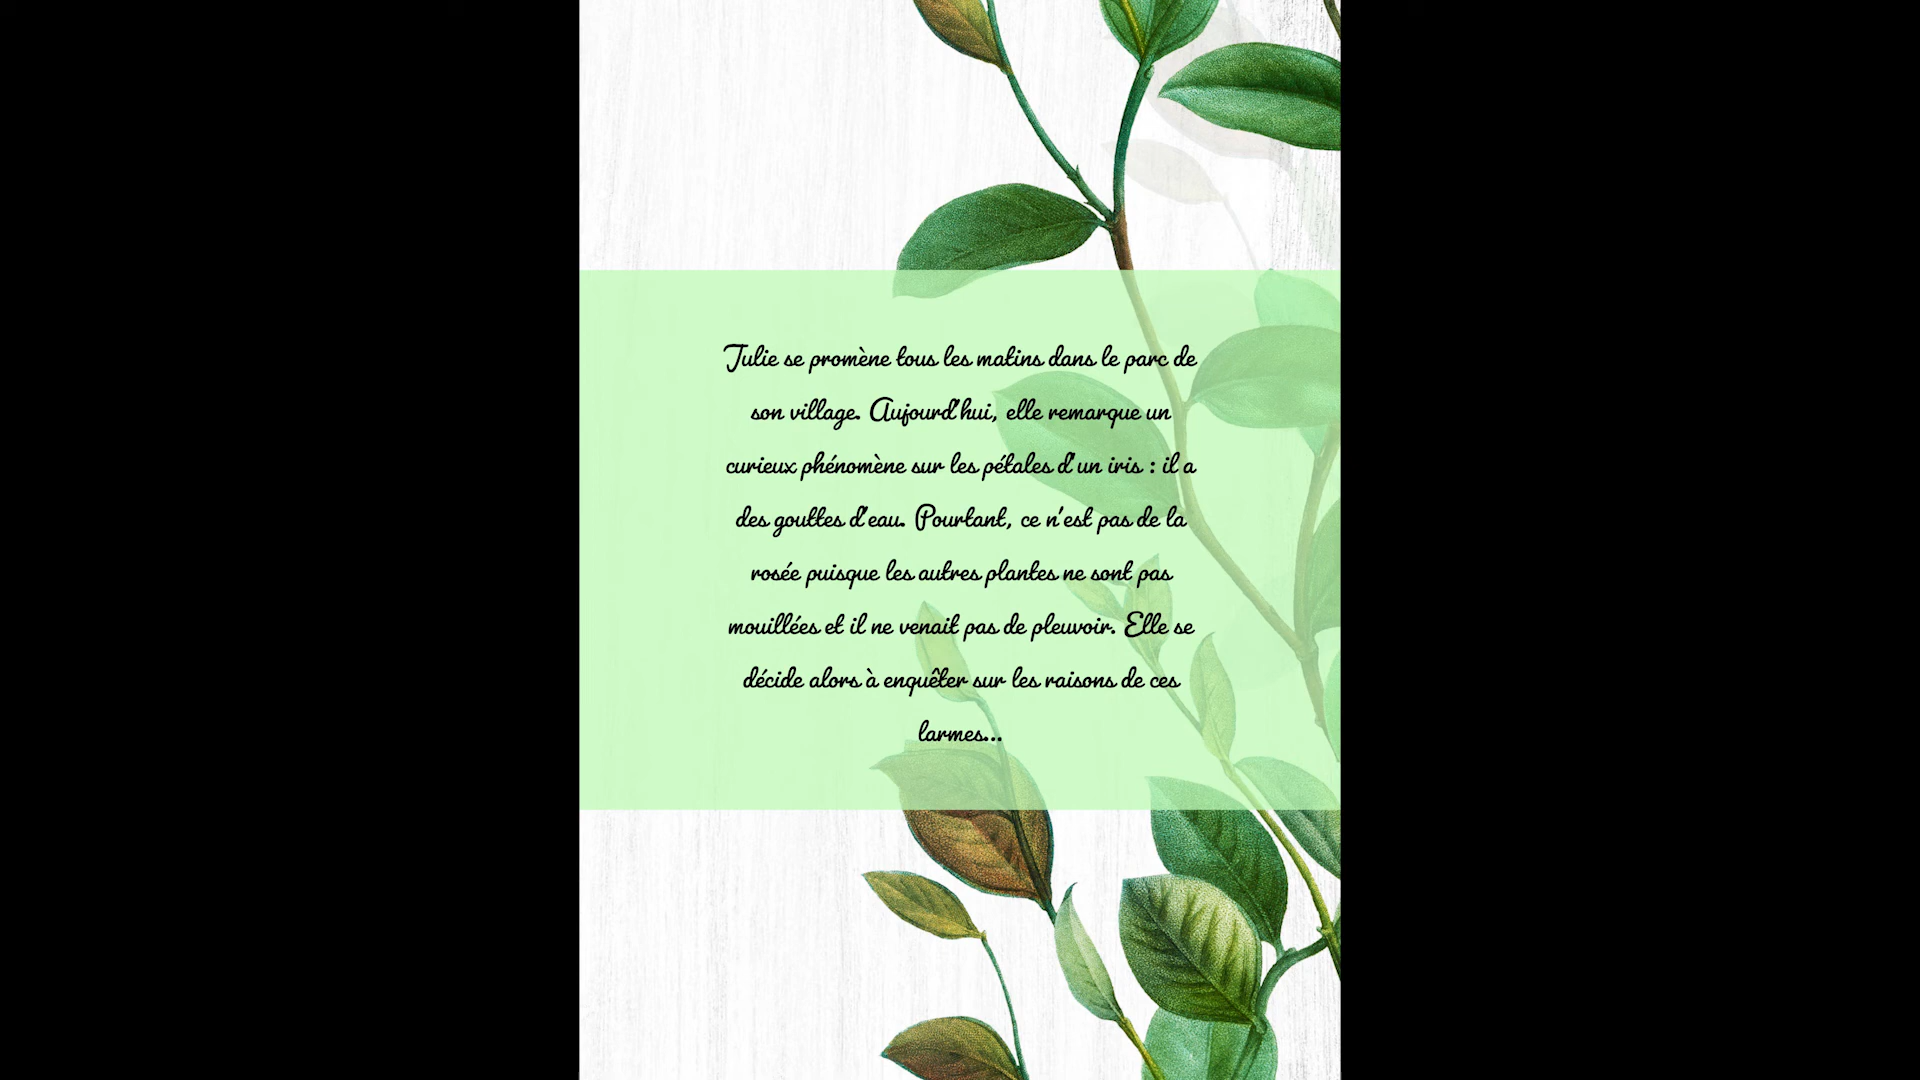 Julie se promène tous les matins dans le parc de
son village. Aujourd'hui, elle remarque un
curieux phénomène sur les pétales d'un iris : il a
des gouttes d'eau. Pourtant, ce n'est pas de la
rosée puisque les autres plantes ne sont pas
mouillées et il ne venait pas de pleuvoir. Elle se
décide alors à enquêter sur les raisons de ces
larmes...